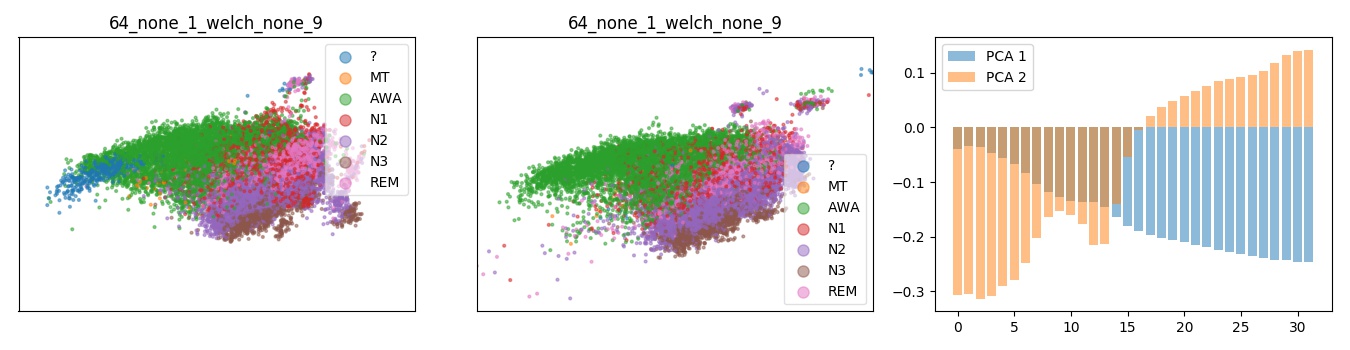 64_none_1_welch_none_9
?
MT
AWA
N1
N2
N3
REM
64_none_1_welch_none_9
?
MT
AWA
N1
N2
N3
REM
PCA 1
PCA 2
0.1
0.0
−0.1
−0.2
−0.3
0 5 10 15 20 25 30